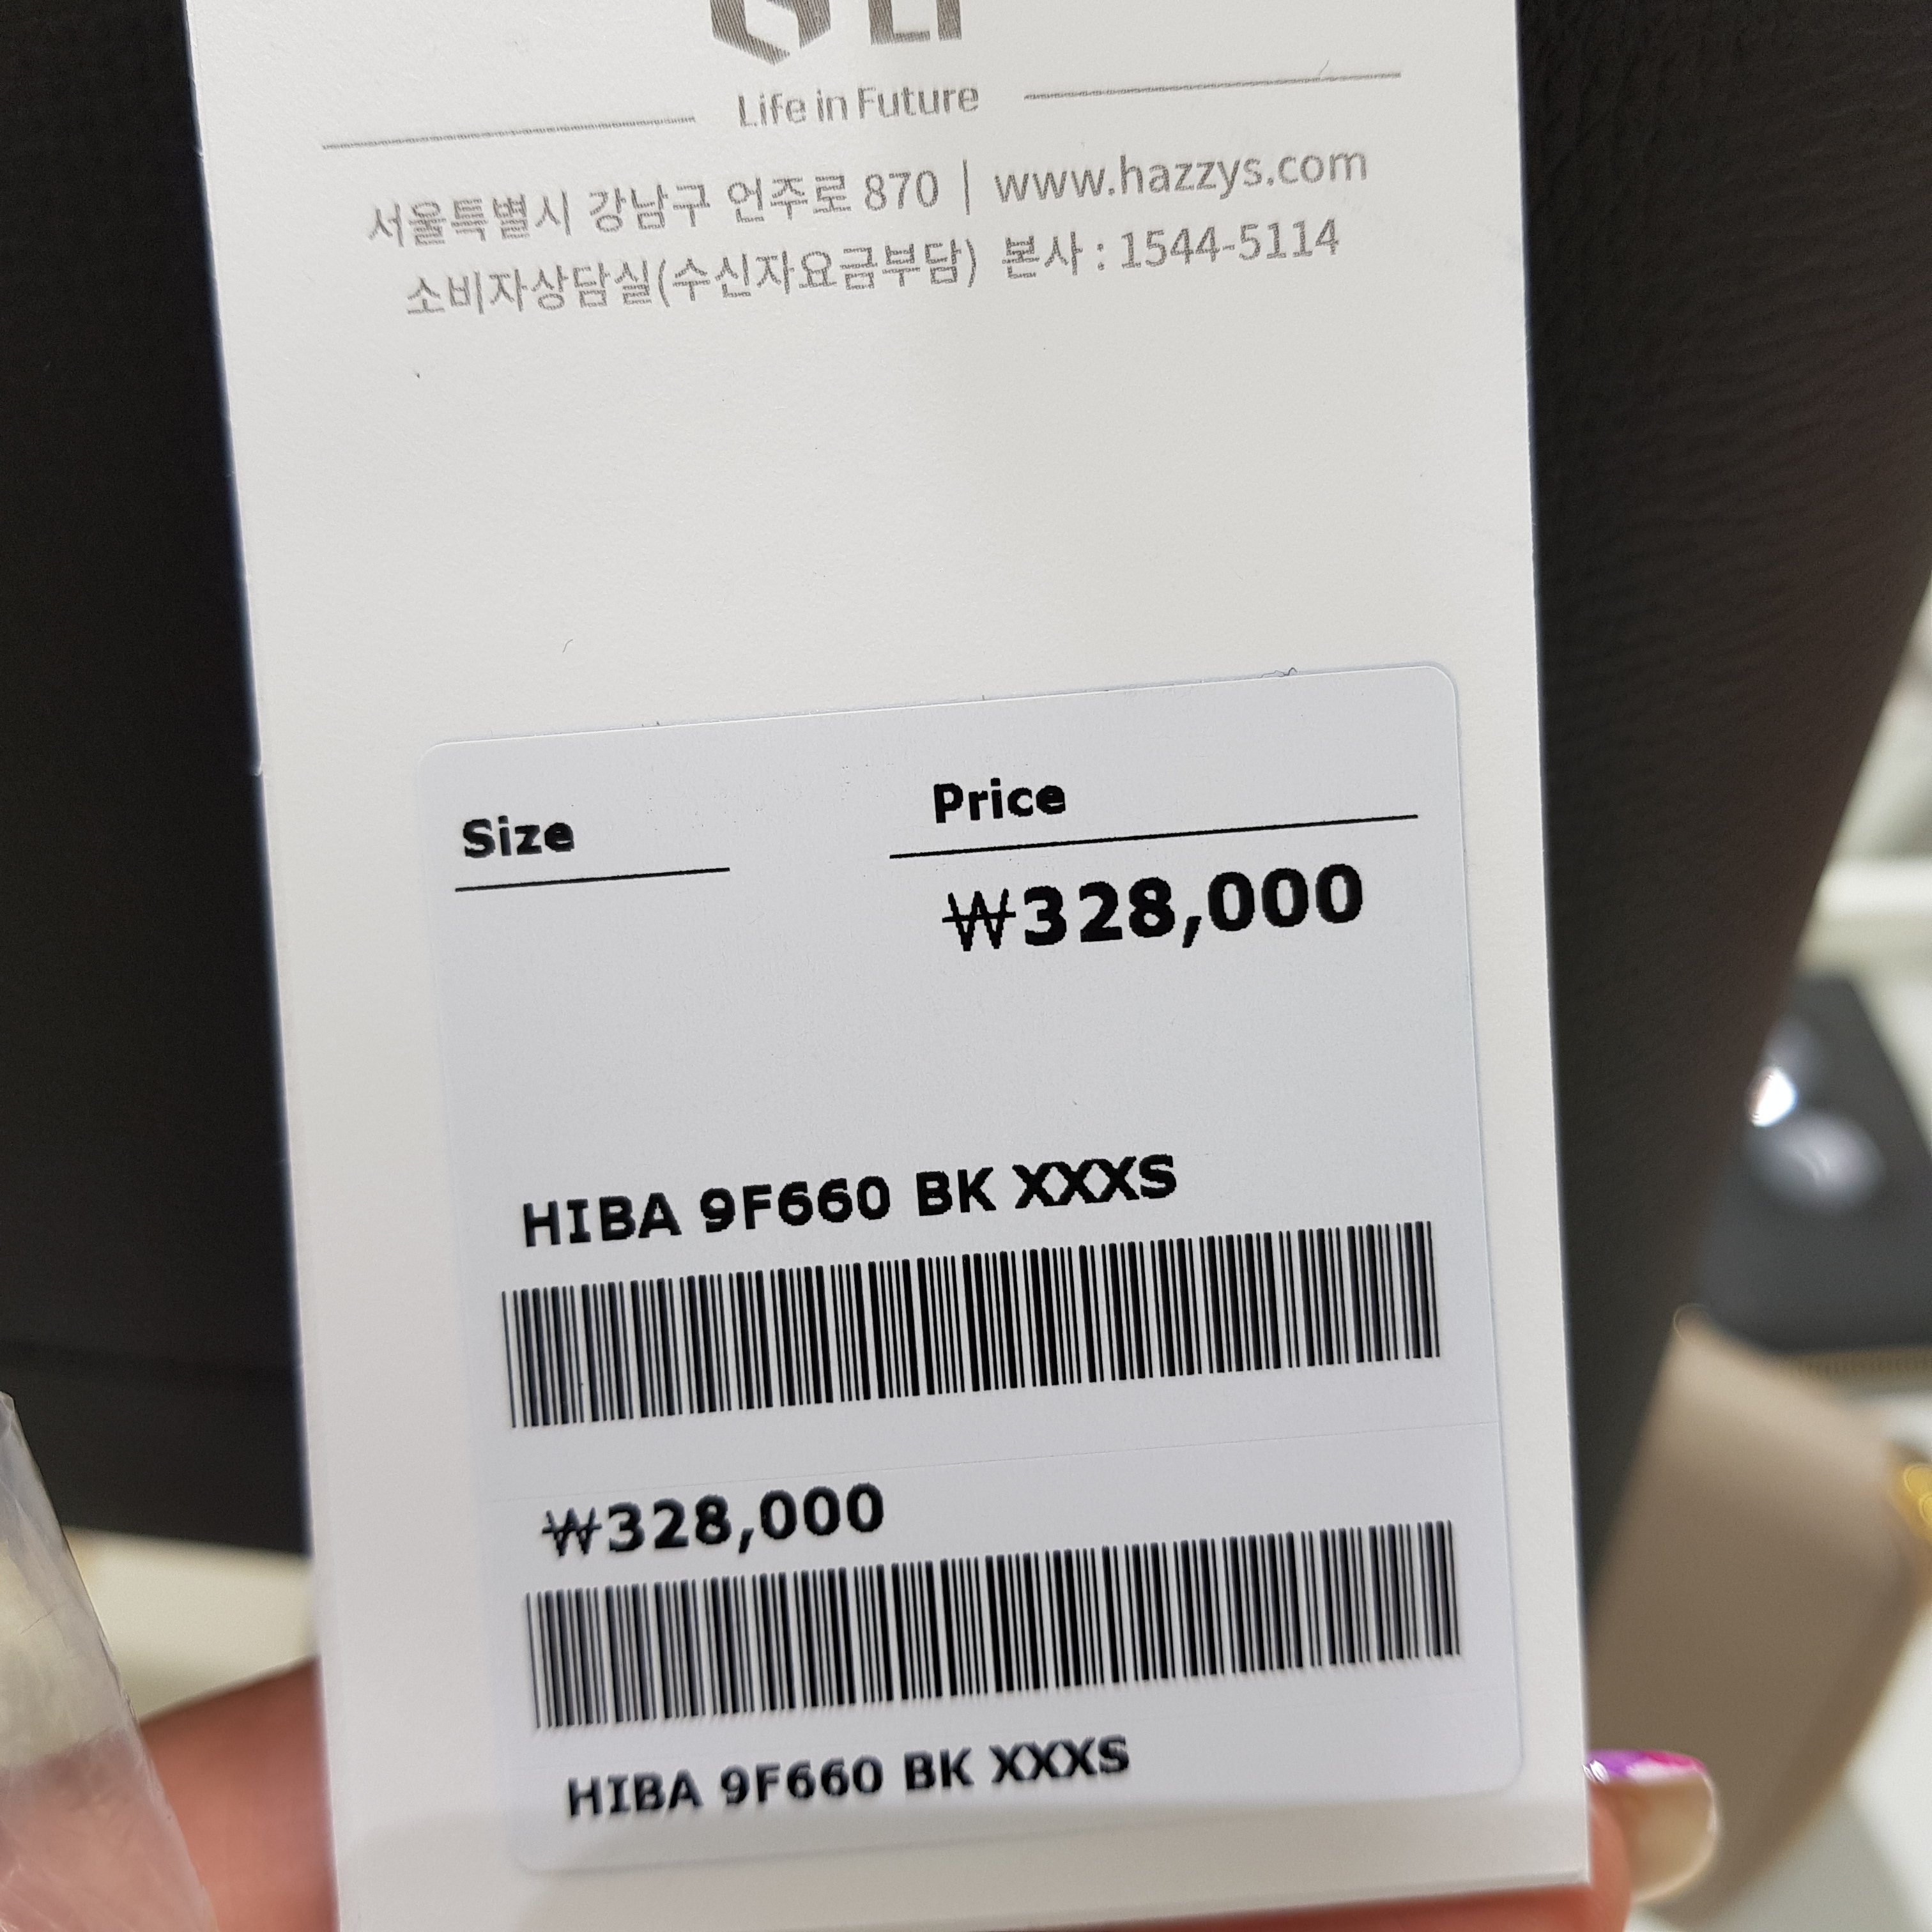 Life in Future
서울특별시 강남구 언주로 870 | www.hazzys.com
소비자상담실(수신자요금부담) 본사 : 1544-5114
Size Price
₩328,000
HIBA 9F660 BK XXXS
₩328,000
HIBA 9F660 BK XXXS